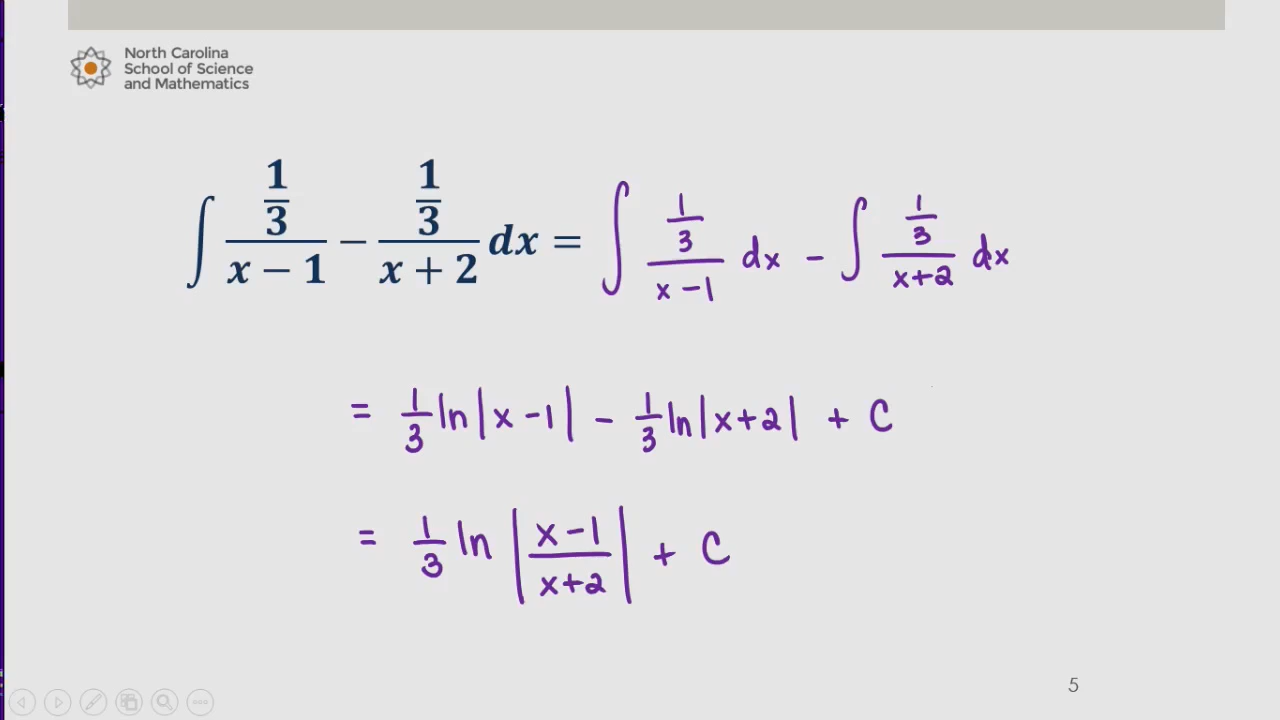 North Carolina
School of Science
and Mathematics
∫ (1/3)/(x − 1) − (1/3)/(x + 2) dx = ∫ (1/3)/(x − 1) dx − ∫ (1/3)/(x+2) dx
= 1/3 ln|x − 1| − 1/3 ln|x+2| + C
= 1/3 ln |(x − 1)/(x+2)| + C
5